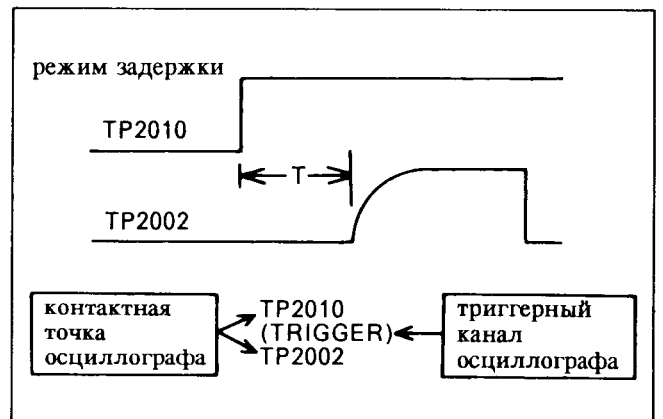 режим задержки
TP2010
T
TP2002
контактная
точка
осциллографа
TP2010
(TRIGGER)
TP2002
триггерный
канал
осциллографа